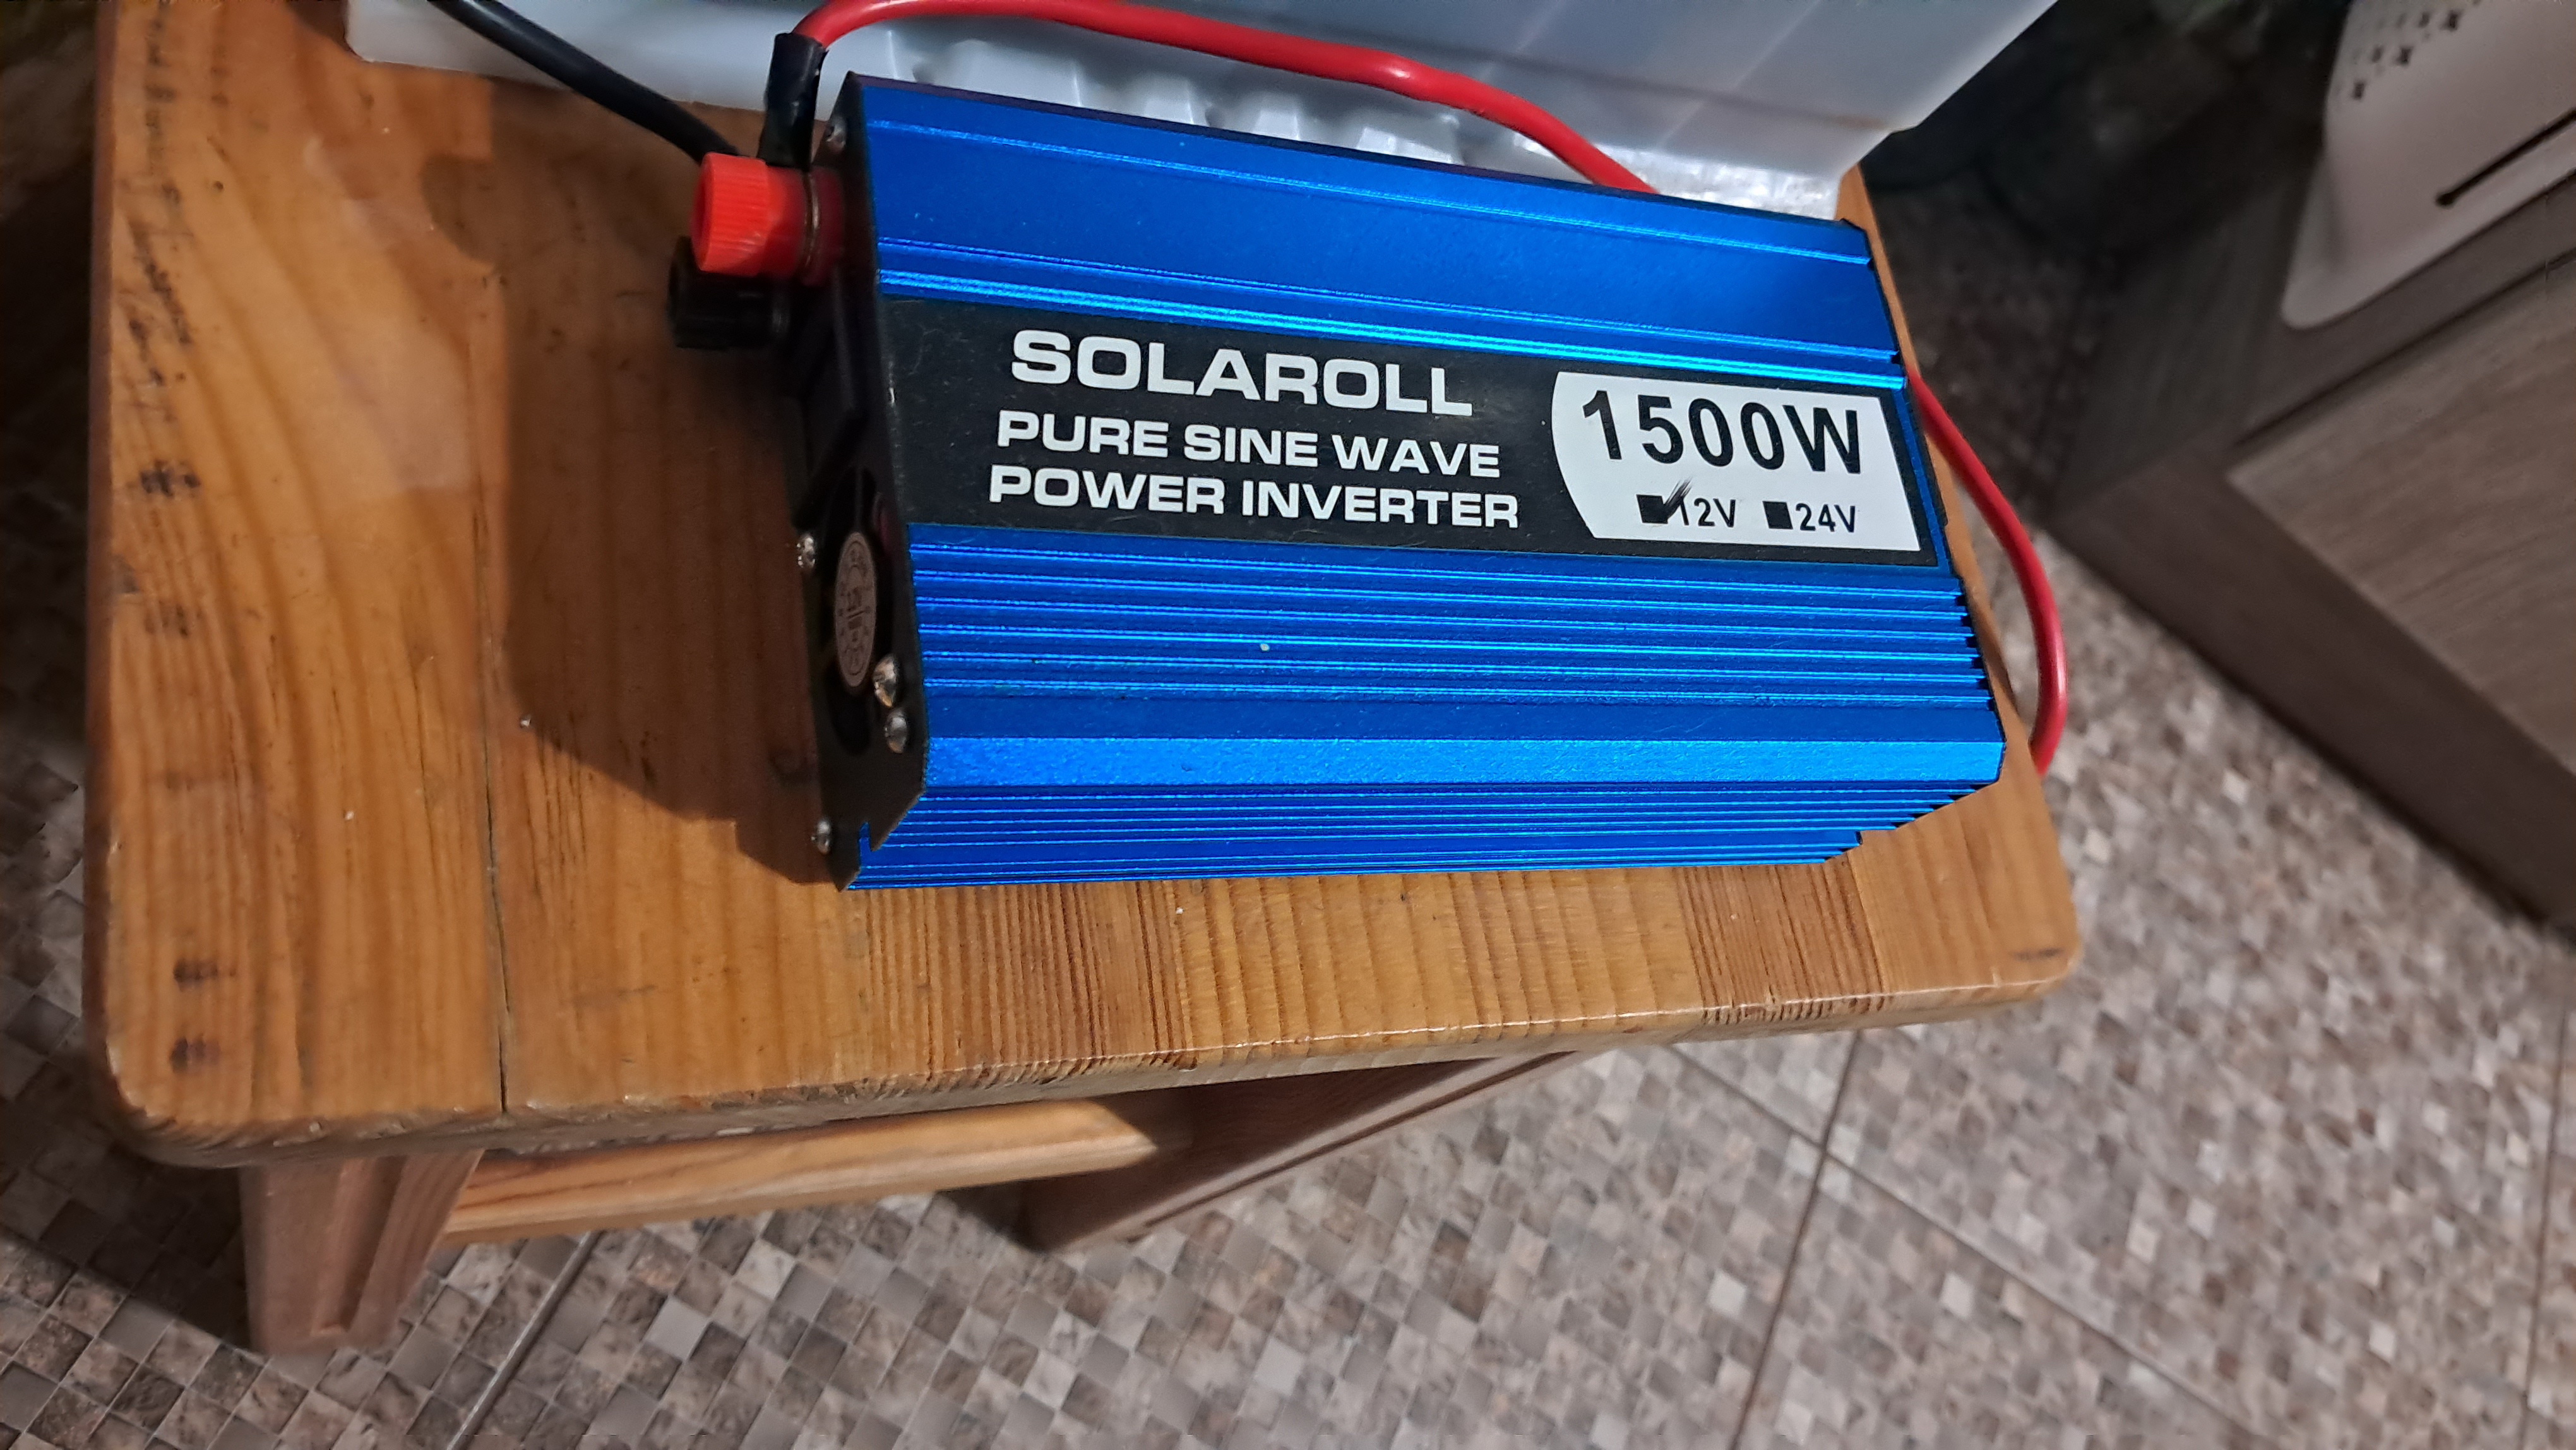 SOLAROLL
PURE SINE WAVE
POWER INVERTER
1500W
12V 24V